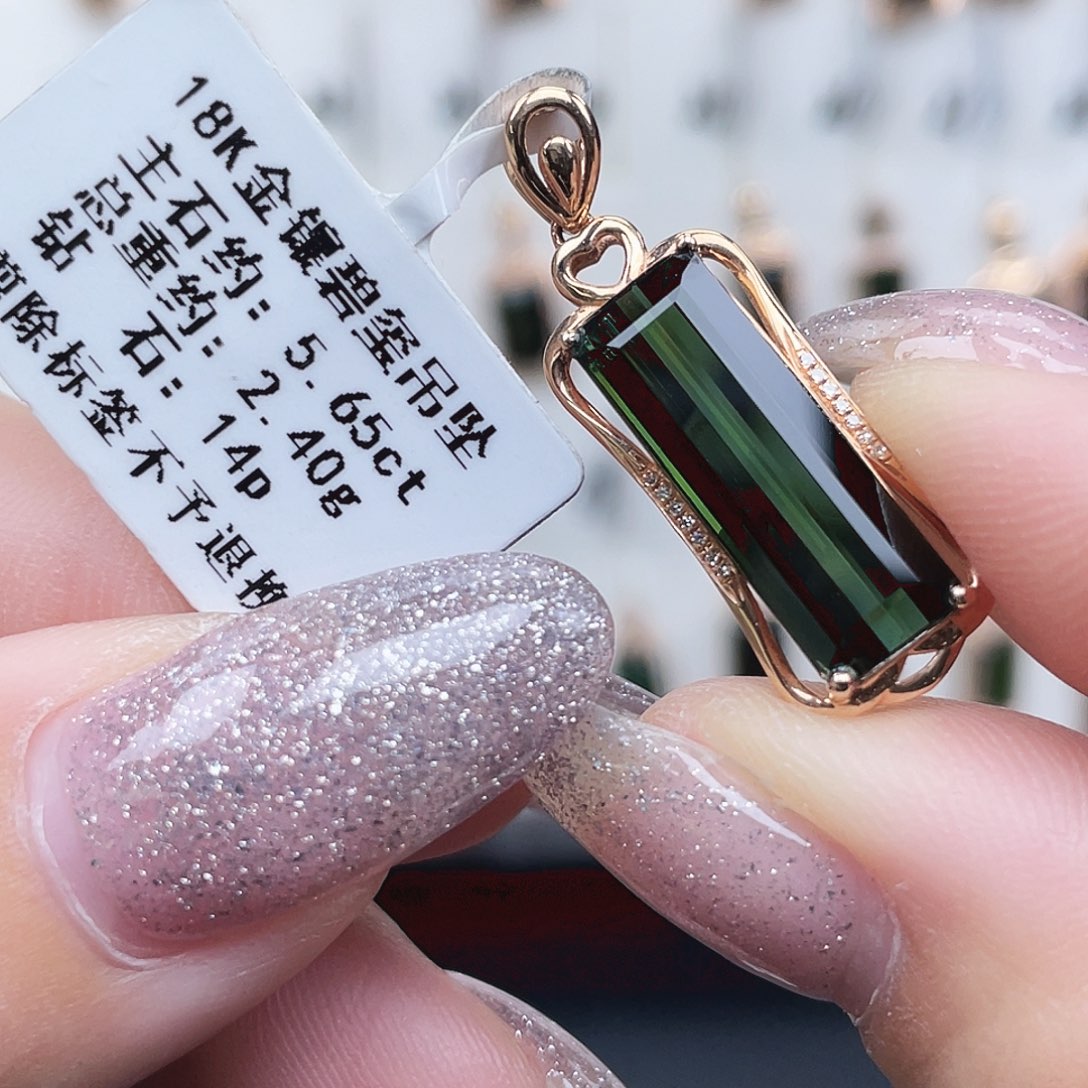 18K金镶碧玺吊坠
主石约: 5.65ct
总重约: 2.40g
钻 石: 14p
剪除标签不予退换